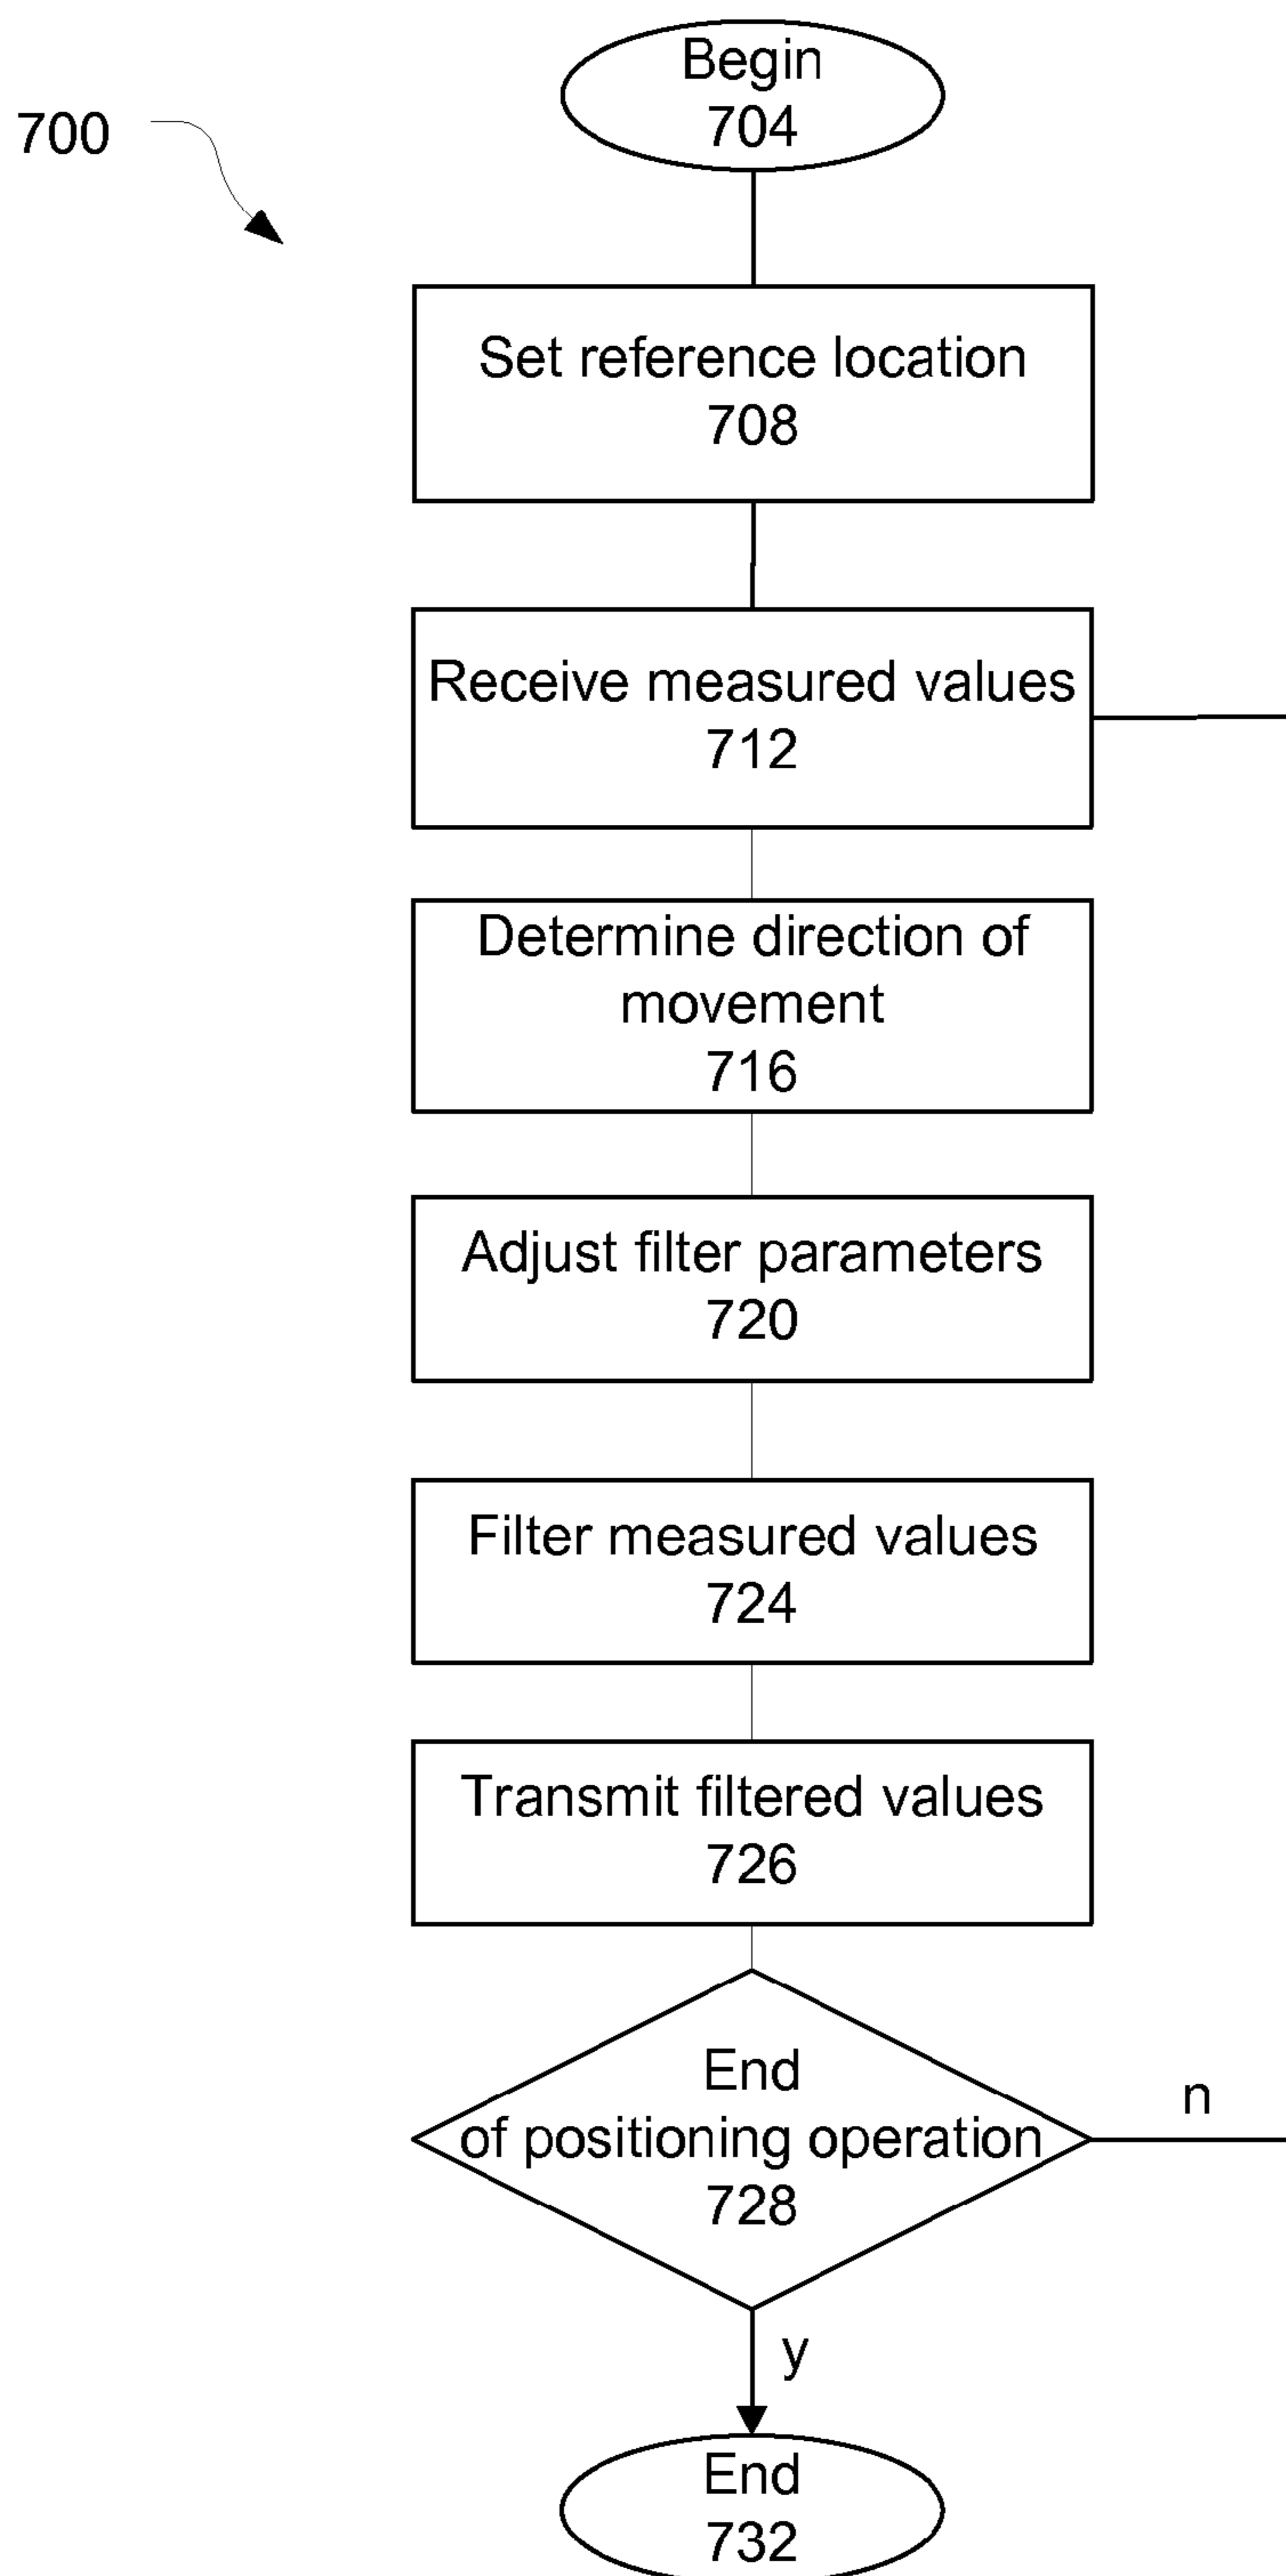 Begin
704
700
Set reference location
708
Receive measured values
712
Determine direction of
movement
716
Adjust filter parameters
720
Filter measured values
724
Transmit filtered values
726
End
of positioning operation
728
n
y
End
732